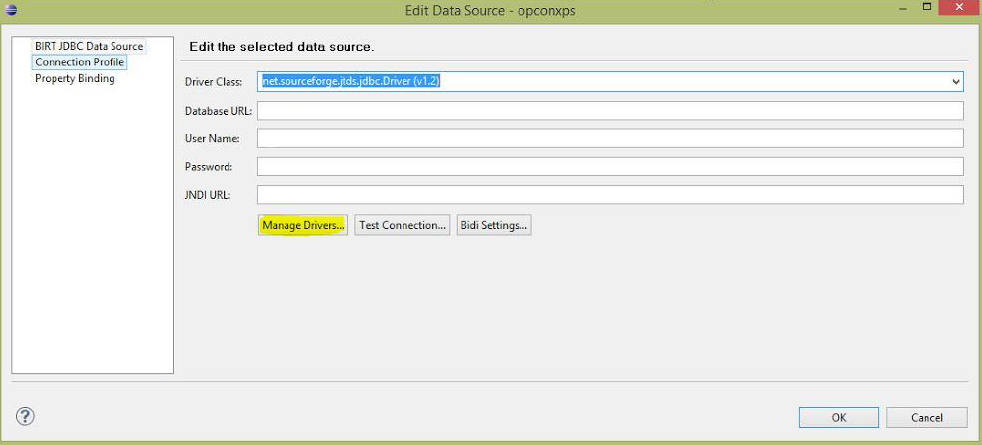 Edit Data Source - opconxps
BIRT JDBC Data Source
Connection Profile
Property Binding
Edit the selected data source.
Driver Class: net.sourceforge.jtds.jdbc.Driver (v1.2)
Database URL:
User Name:
Password:
JNDI URL:
Manage Drivers... Test Connection... Bidi Settings...
? OK Cancel